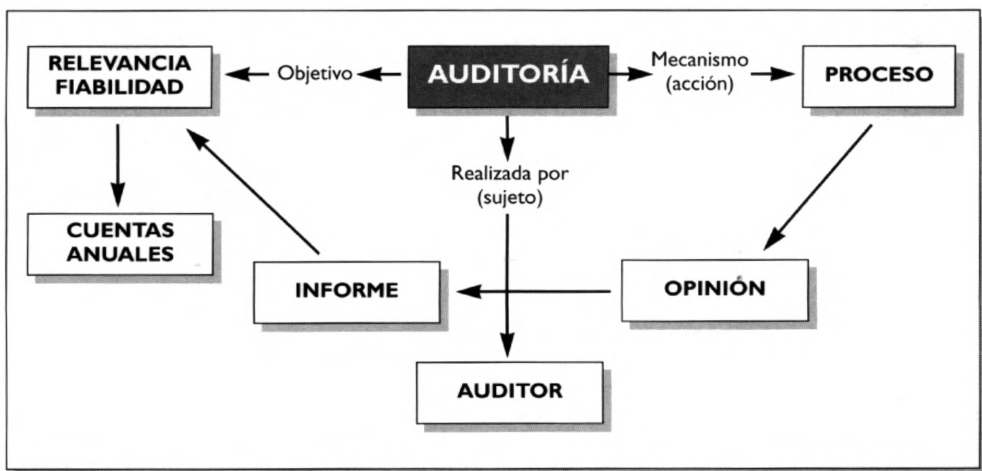 RELEVANCIA
FIABILIDAD
Objetivo
AUDITORÍA
Mecanismo
(acción)
PROCESO
Realizada por
(sujeto)
CUENTAS
ANUALES
INFORME
OPINIÓN
AUDITOR